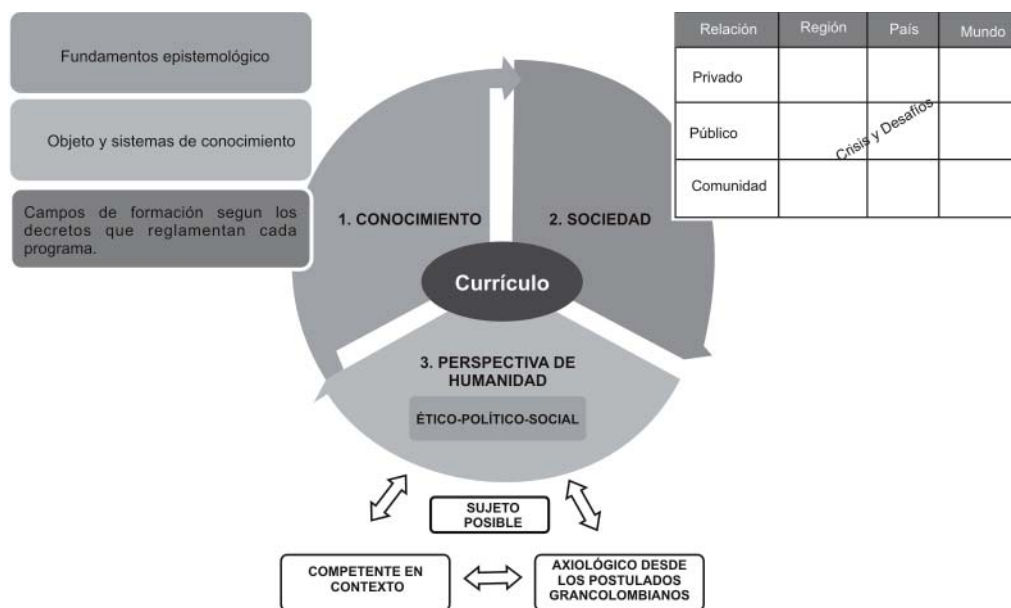 Fundamentos epistemológico
Objeto y sistemas de conocimiento
Campos de formación segun los
decretos que reglamentan cada
programa.
Relación Región País Mundo
Privado
Público
Comunidad
Crisis y Desafíos
1. CONOCIMIENTO
2. SOCIEDAD
Currículo
3. PERSPECTIVA DE
HUMANIDAD
ÉTICO-POLÍTICO-SOCIAL
SUJETO
POSIBLE
COMPETENTE EN
CONTEXTO
AXIOLÓGICO DESDE
LOS POSTULADOS
GRANCOLOMBIANOS